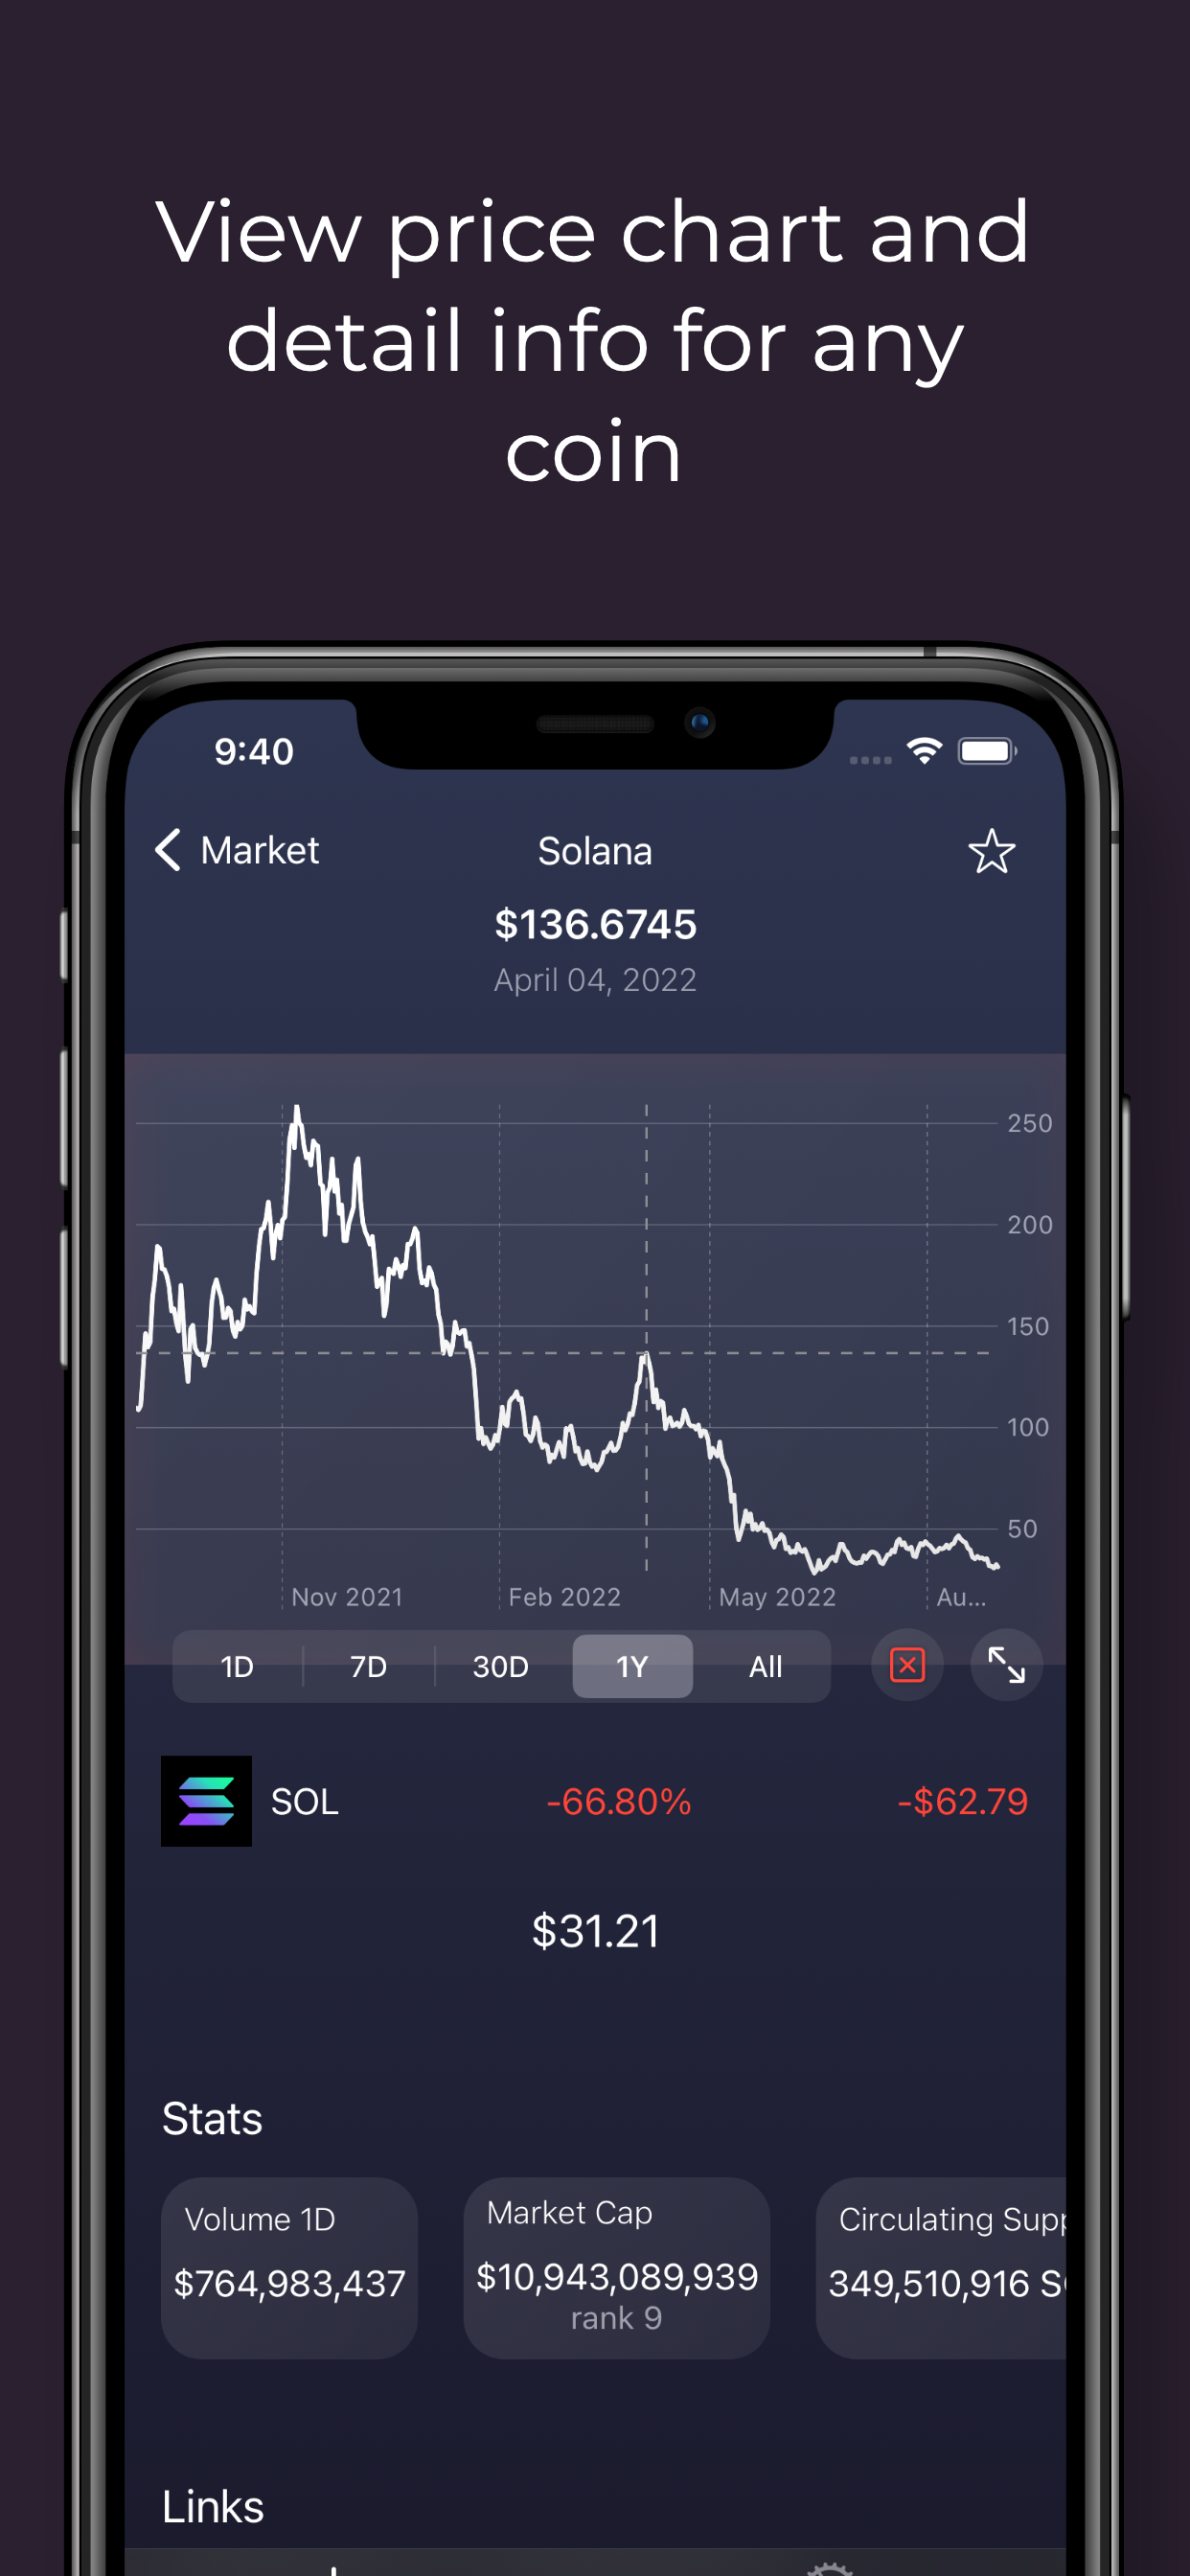 View price chart and
detail info for any
coin
9:40
Market
Solana
$136.6745
April 04, 2022
250
200
150
100
50
Nov 2021
Feb 2022
May 2022
Au...
1D
7D
30D
1Y
All
SOL
-66.80%
-$62.79
$31.21
Stats
Volume 1D
$764,983,437
Market Cap
$10,943,089,939
rank 9
Circulating Supp
349,510,916 S
Links